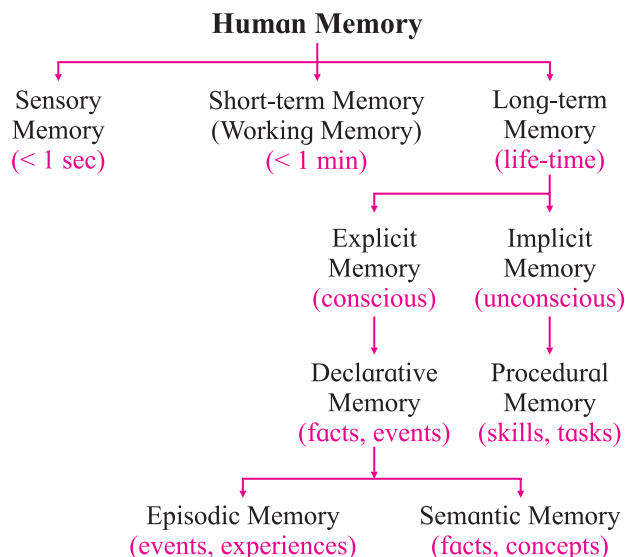 Human Memory
Sensory
Memory
(< 1 sec)
Short-term Memory
(Working Memory)
(< 1 min)
Long-term
Memory
(life-time)
Explicit
Memory
(conscious)
Implicit
Memory
(unconscious)
Declarative
Memory
(facts, events)
Procedural
Memory
(skills, tasks)
Episodic Memory
(events, experiences)
Semantic Memory
(facts, concepts)